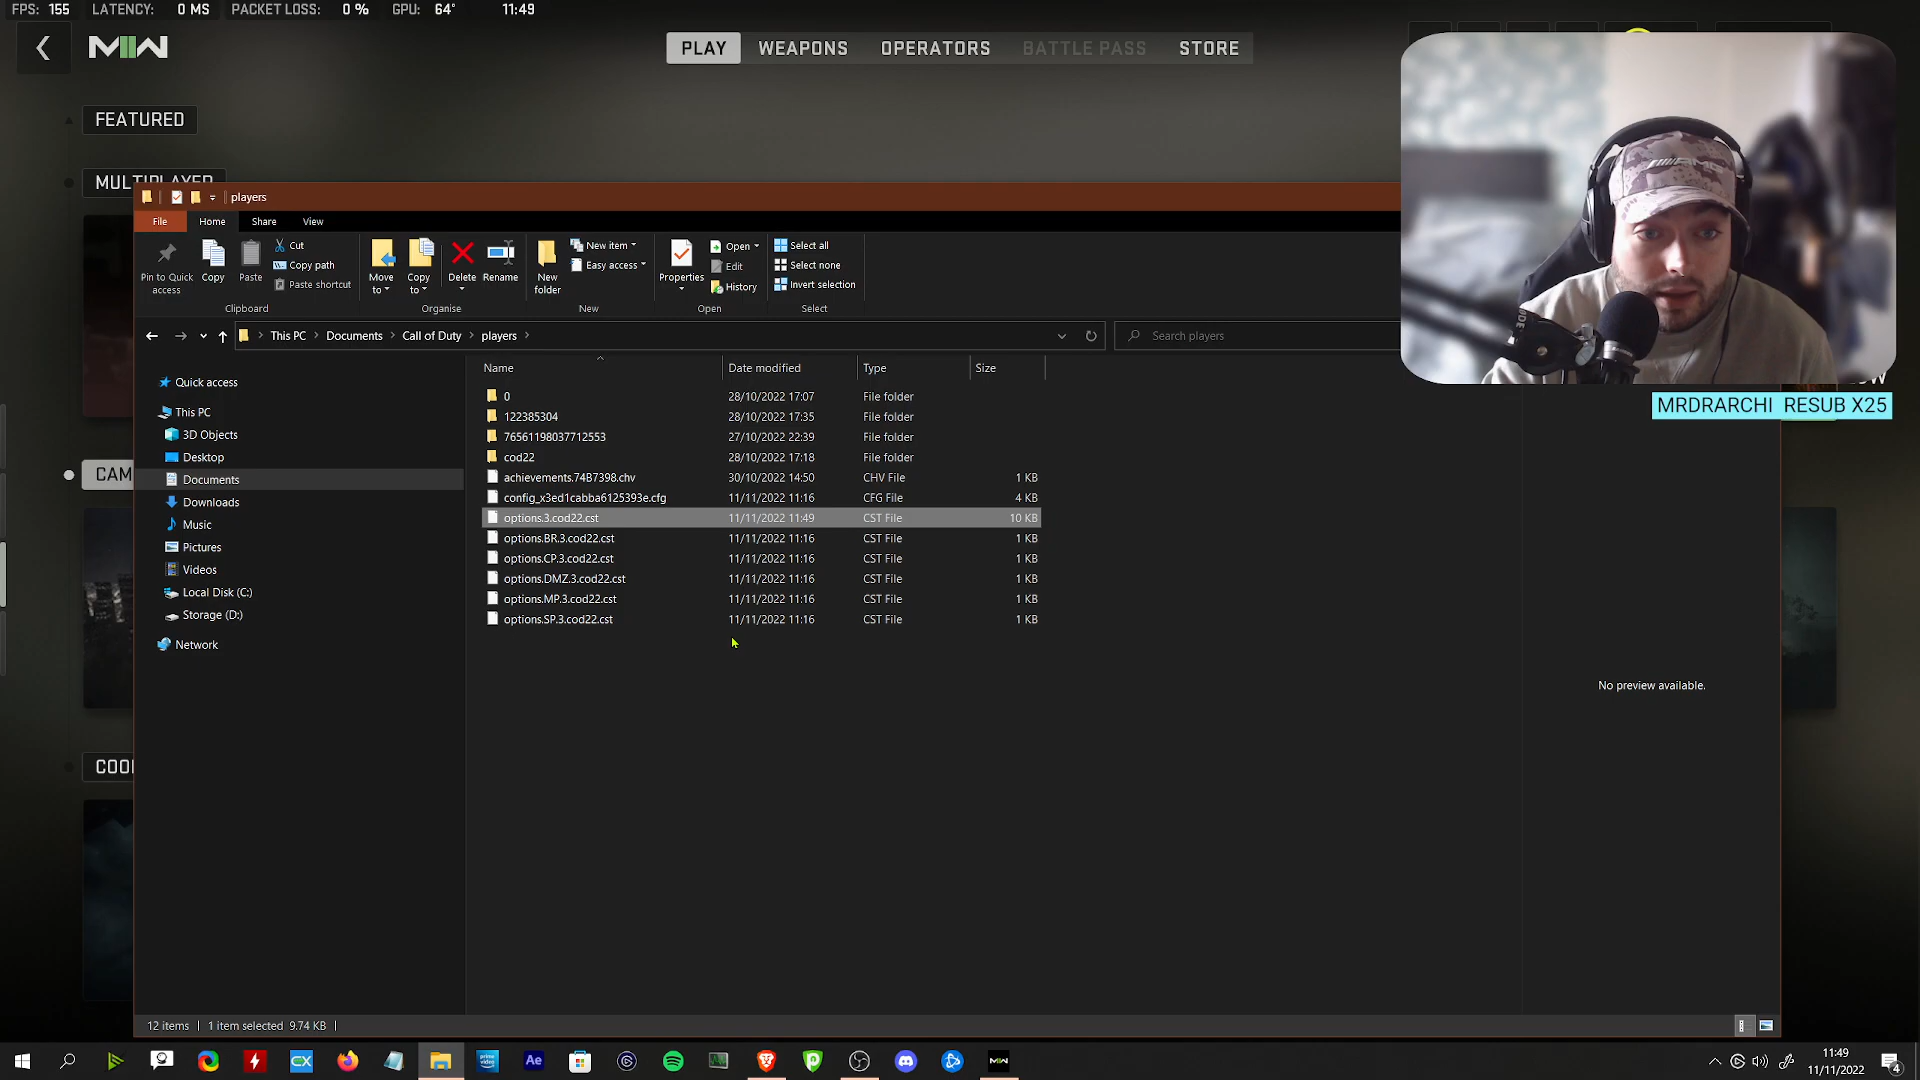 FPS: 155 LATENCY: 0 MS PACKET LOSS: 0 % GPU: 64° 11:49
MIIW PLAY WEAPONS OPERATORS BATTLE PASS STORE
FEATURED
MULTIPLAYER
players
File Home Share View
Pin to Quick access
Copy
Paste
Cut
Copy path
Paste shortcut
Clipboard
Move to
Copy to
Delete
Rename
Organise
New folder
New item
Easy access
New
Properties
Open
Edit
History
Open
Select all
Select none
Invert selection
Select
This PC > Documents > Call of Duty > players >
Search players
MRDRARCHI RESUB X25
Quick access
This PC
3D Objects
Desktop
Documents
Downloads
Music
Pictures
Videos
Local Disk (C:)
Storage (D:)
Network
Name Date modified Type Size
0 28/10/2022 17:07 File folder
122385304 28/10/2022 17:35 File folder
76561198037712553 27/10/2022 22:39 File folder
cod22 28/10/2022 17:18 File folder
achievements.74B7398.chv 30/10/2022 14:50 CHV File 1 KB
config_x3ed1cabba6125393e.cfg 11/11/2022 11:16 CFG File 4 KB
options.3.cod22.cst 11/11/2022 11:49 CST File 10 KB
options.BR.3.cod22.cst 11/11/2022 11:16 CST File 1 KB
options.CP.3.cod22.cst 11/11/2022 11:16 CST File 1 KB
options.DMZ.3.cod22.cst 11/11/2022 11:16 CST File 1 KB
options.MP.3.cod22.cst 11/11/2022 11:16 CST File 1 KB
options.SP.3.cod22.cst 11/11/2022 11:16 CST File 1 KB
No preview available.
CAM
COO
12 items 1 item selected 9.74 KB
prime video
Ae
CX
MIIW
11:49
11/11/2022
4